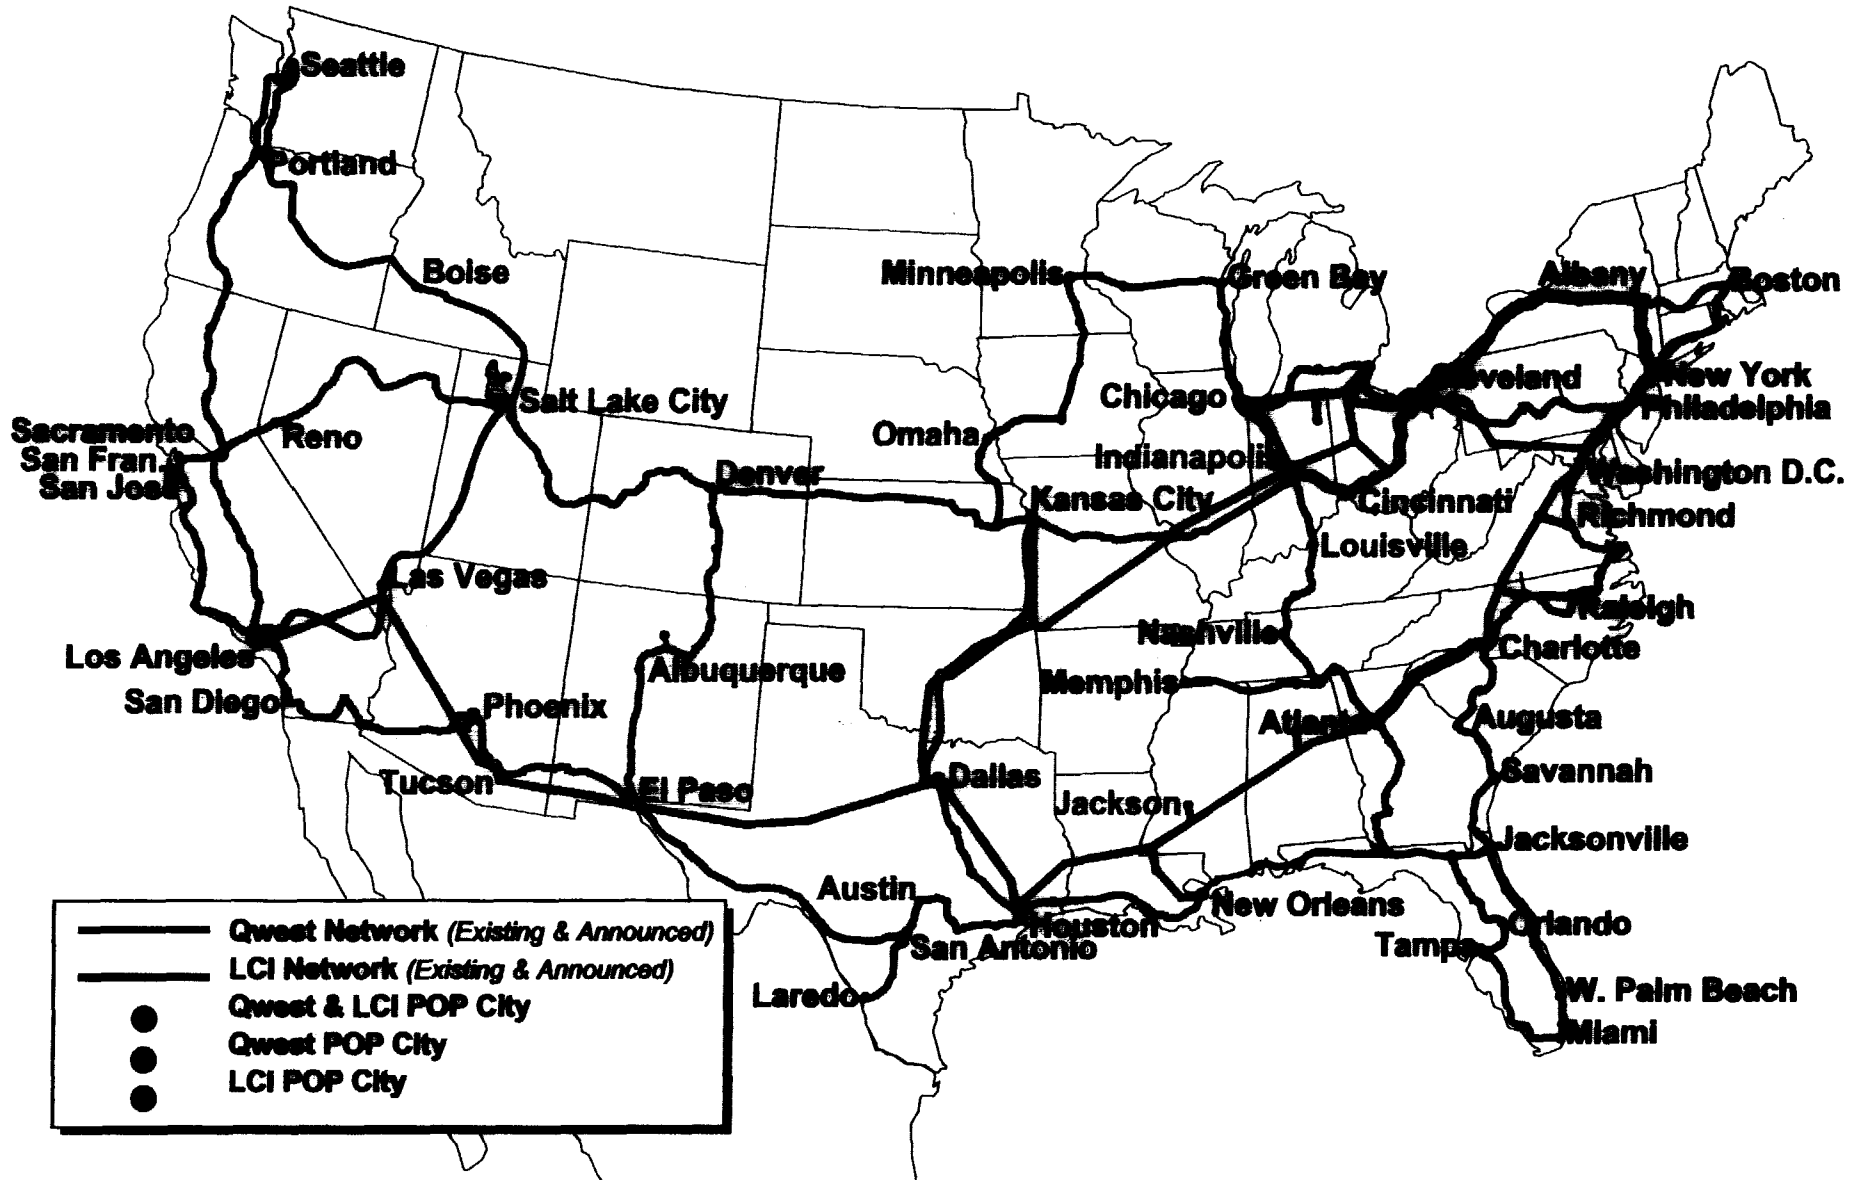 Seattle
Portland
Boise
Minneapolis
Green Bay
Albany
Boston
Salt Lake City
Chicago
Cleveland
New York
Philadelphia
Sacramento
San Fran.
San Jose
Reno
Omaha
Denver
Indianapolis
Kansas City
Cincinnati
Washington D.C.
Richmond
Louisville
Las Vegas
Raleigh
Nashville
Charlotte
Los Angeles
Albuquerque
Memphis
San Diego
Phoenix
Atlanta
Augusta
Tucson
El Paso
Dallas
Savannah
Jackson
Jacksonville
Austin
New Orleans
Houston
Orlando
San Antonio
Tampa
Laredo
W. Palm Beach
Miami
Qwest Network (Existing & Announced)
LCI Network (Existing & Announced)
Qwest & LCI POP City
Qwest POP City
LCI POP City